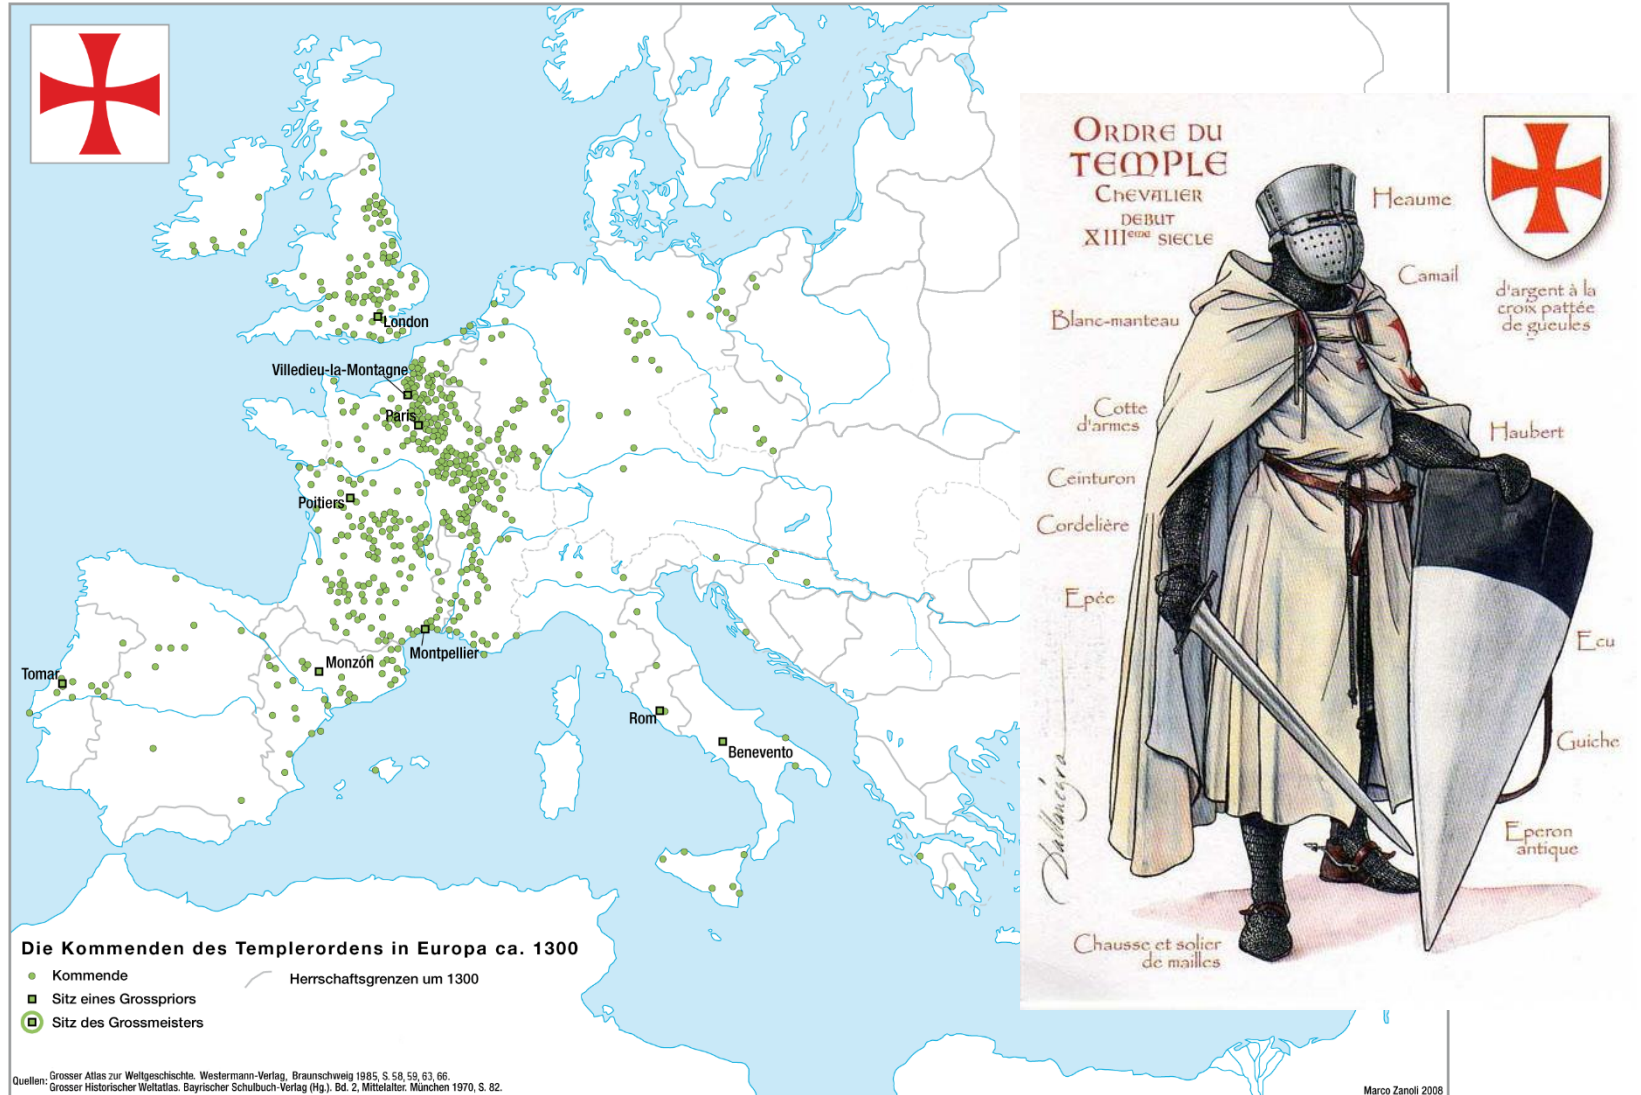 London
Villedieu-la-Montagne
Paris
Poitiers
Montpellier
Monzón
Tomar
Rom
Benevento
Die Kommenden des Templerordens in Europa ca. 1300
Kommende
Herrschaftsgrenzen um 1300
Sitz eines Grosspriors
Sitz des Grossmeisters
Quellen: Grosser Atlas zur Weltgeschischte. Westermann-Verlag, Braunschweig 1985, S. 58, 59, 63, 66.
Grosser Historischer Weltatlas. Bayrischer Schulbuch-Verlag (Hg.). Bd. 2, Mittelalter. München 1970, S. 82.
Marco Zanoli 2008
ORDRE DU
TEMPLE
CHEVALIER
DEBUT
XIIIeme SIECLE
Heaume
Camail
d'argent à la
croix pattée
de gueules
Blanc-manteau
Cotte
d'armes
Haubert
Ceinturon
Cordelière
Epée
Ecu
Guiche
Eperon
antique
Chausse et solier
de mailles